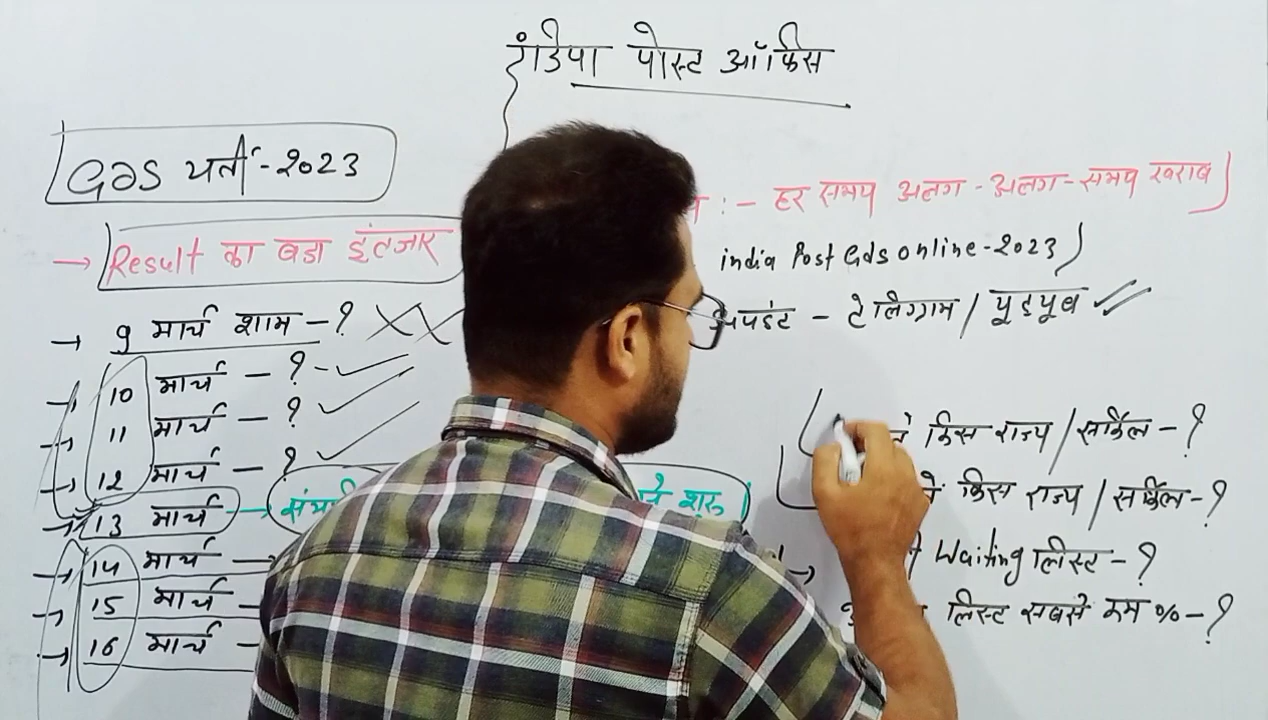 इंडिया पोस्ट ऑफिस
GDS भर्ती-2023
→ Result का बडा इंतजार
→ 9 मार्च शाम - ?
→ 10 मार्च - ? -
→ 11 मार्च - ?
→ 12 मार्च - ?
→ 13 मार्च →
→ 14 मार्च -
→ 15 मार्च -
→ 16 मार्च -
:- हर समय अलग - अलग - समय खराब
india Post Gds online-2023
अपडेट - टेलिग्राम / यूट्यूब
किस राज्य / सर्किल - ?
किस राज्य / सर्किल - ?
→ Waiting लिस्ट - ?
लिस्ट सबसे कम % - ?
शुरू